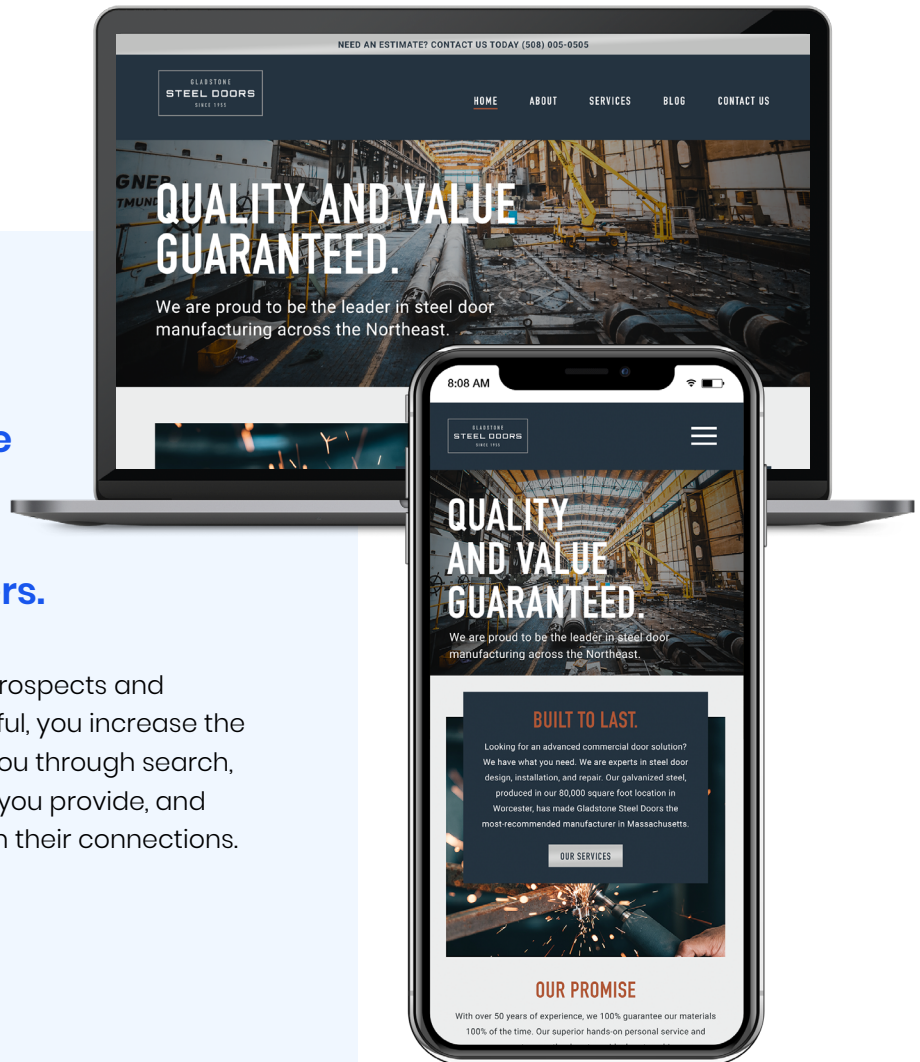 NEED AN ESTIMATE? CONTACT US TODAY (508) 005-0505
GLADSTONE
STEEL DOORS
SINCE 1955
HOME ABOUT SERVICES BLOG CONTACT US
QUALITY AND VALUE
GUARANTEED.
We are proud to be the leader in steel door
manufacturing across the Northeast.
8:08 AM
GLADSTONE
STEEL DOORS
SINCE 1955
QUALITY
AND VALUE
GUARANTEED.
We are proud to be the leader in steel door
manufacturing across the Northeast.
BUILT TO LAST.
Looking for an advanced commercial door solution?
We have what you need. We are experts in steel door
design, installation, and repair. Our galvanized steel,
produced in our 80,000 square foot location in
Worcester, has made Gladstone Steel Doors the
most-recommended manufacturer in Massachusetts.
OUR SERVICES
OUR PROMISE
With over 50 years of experience, we 100% guarantee our materials
100% of the time. Our superior hands-on personal service and
e
rs.
rospects and
ful, you increase the
ou through search,
you provide, and
n their connections.